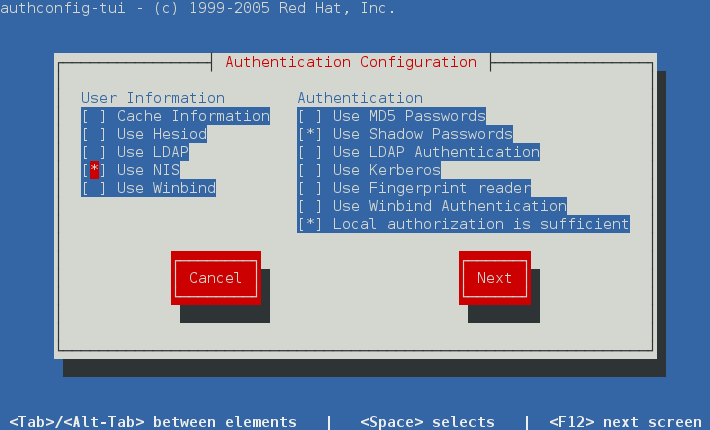 authconfig-tui - (c) 1999-2005 Red Hat, Inc.
Authentication Configuration
User Information
[ ] Cache Information
[ ] Use Hesiod
[ ] Use LDAP
[*] Use NIS
[ ] Use Winbind
Authentication
[ ] Use MD5 Passwords
[*] Use Shadow Passwords
[ ] Use LDAP Authentication
[ ] Use Kerberos
[ ] Use Fingerprint reader
[ ] Use Winbind Authentication
[*] Local authorization is sufficient
Cancel
Next
<Tab>/<Alt-Tab> between elements | <Space> selects | <F12> next screen